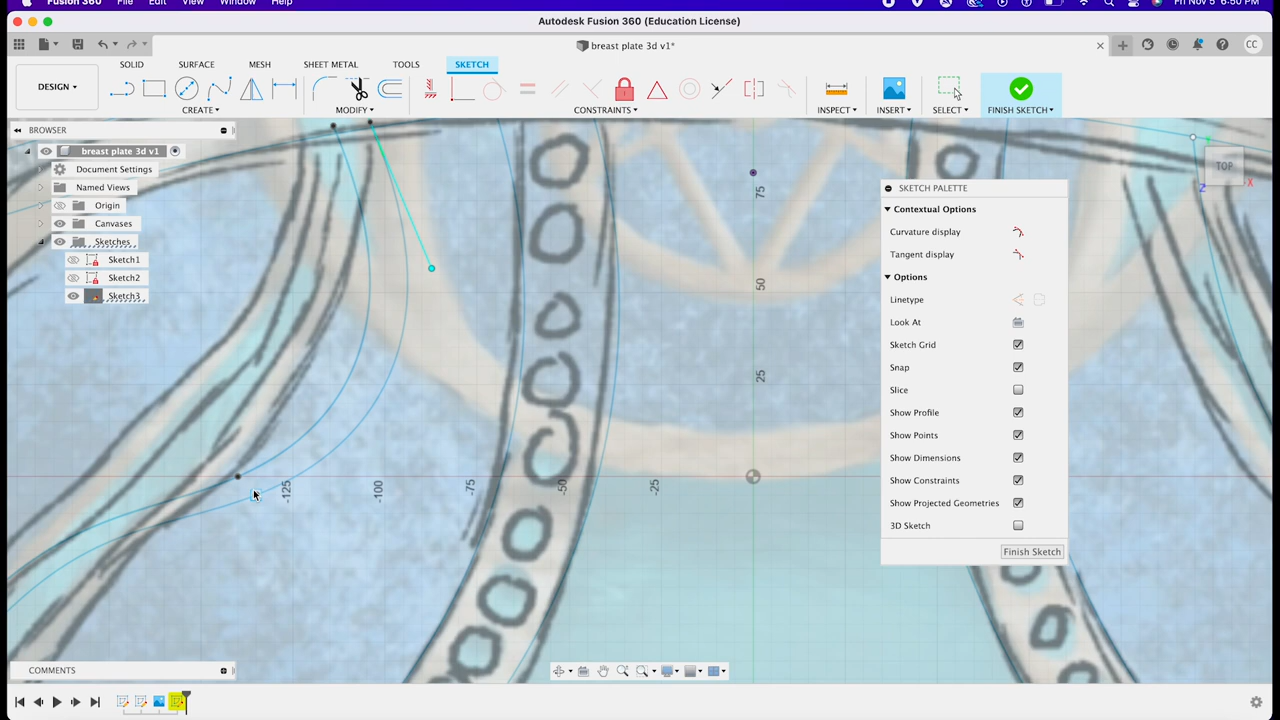 Fusion 360 File Edit View Window Help Fri Nov 5 6:50 PM
Autodesk Fusion 360 (Education License)
breast plate 3d v1*
CC
SOLID SURFACE MESH SHEET METAL TOOLS SKETCH
DESIGN
CREATE MODIFY CONSTRAINTS INSPECT INSERT SELECT FINISH SKETCH
BROWSER
breast plate 3d v1
Document Settings
Named Views
Origin
Canvases
Sketches
Sketch1
Sketch2
Sketch3
TOP
Z X
75
50
25
-125 -100 -75 -50 -25
SKETCH PALETTE
Contextual Options
Curvature display
Tangent display
Options
Linetype
Look At
Sketch Grid
Snap
Slice
Show Profile
Show Points
Show Dimensions
Show Constraints
Show Projected Geometries
3D Sketch
Finish Sketch
COMMENTS